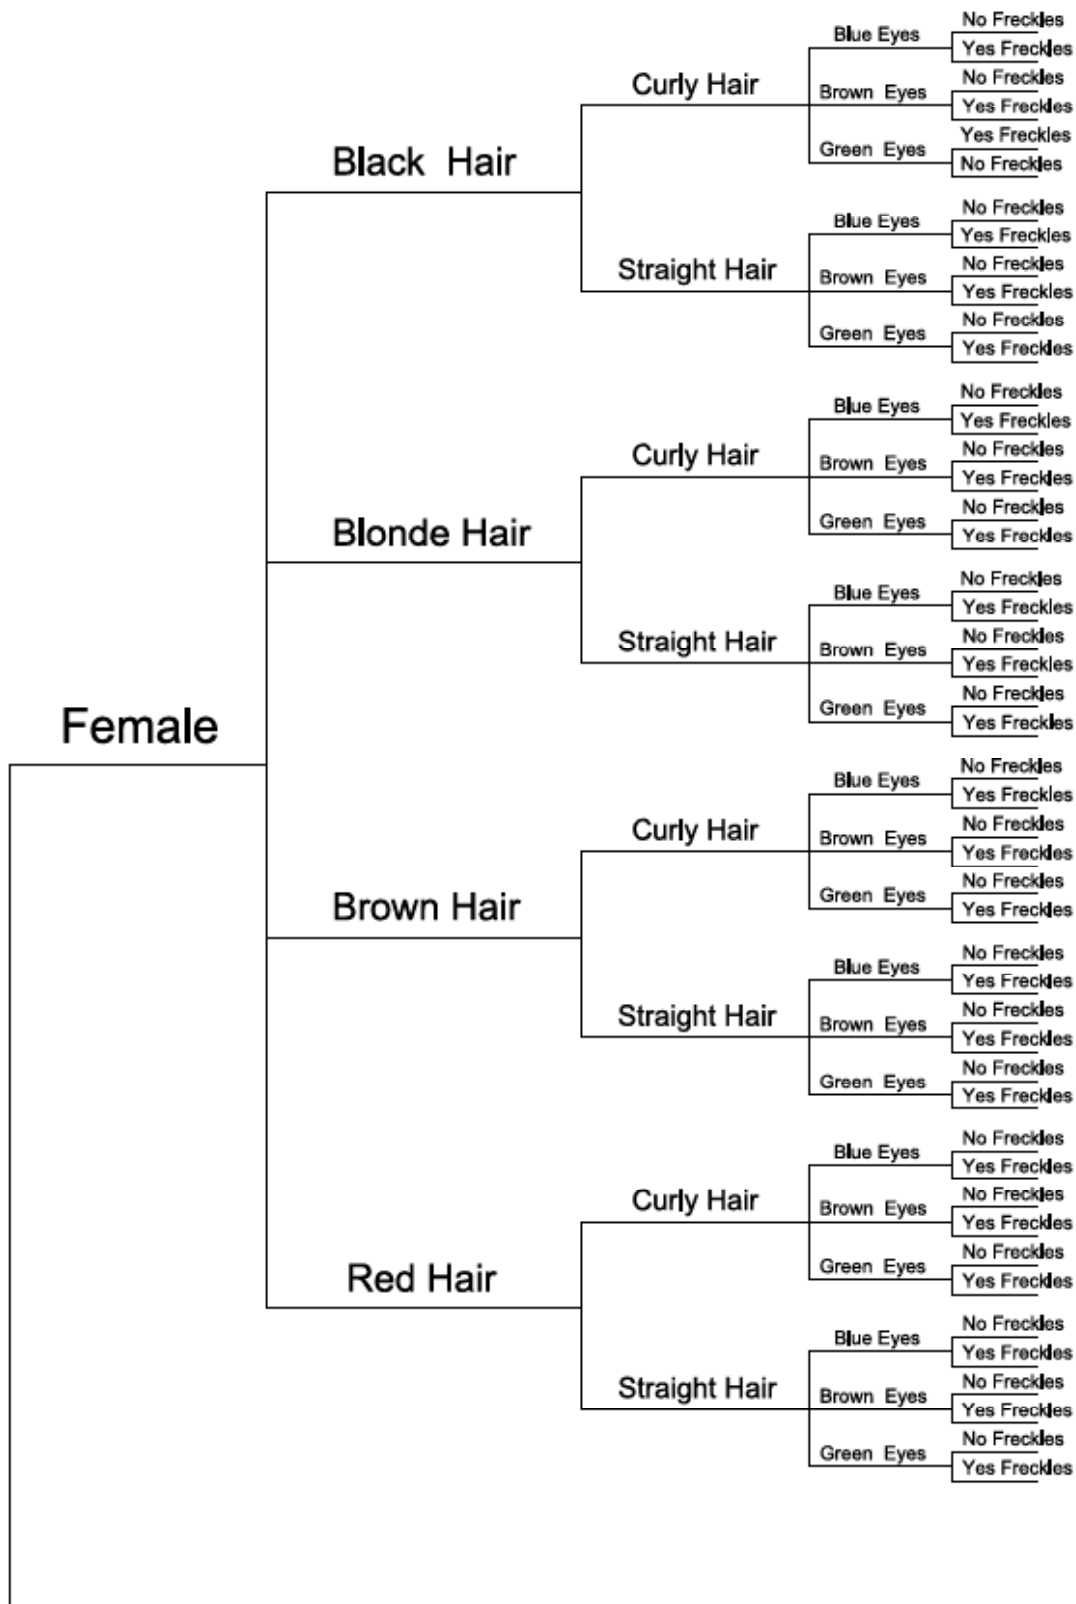 No Freckles
Blue Eyes
Yes Freckles
Curly Hair
No Freckles
Brown Eyes
Yes Freckles
Yes Freckles
Green Eyes
No Freckles
Black Hair
No Freckles
Blue Eyes
Yes Freckles
Straight Hair
No Freckles
Brown Eyes
Yes Freckles
No Freckles
Green Eyes
Yes Freckles
No Freckles
Blue Eyes
Yes Freckles
Curly Hair
No Freckles
Brown Eyes
Yes Freckles
No Freckles
Green Eyes
Yes Freckles
Blonde Hair
No Freckles
Blue Eyes
Yes Freckles
Straight Hair
No Freckles
Brown Eyes
Yes Freckles
No Freckles
Green Eyes
Yes Freckles
Female
No Freckles
Blue Eyes
Yes Freckles
Curly Hair
No Freckles
Brown Eyes
Yes Freckles
No Freckles
Green Eyes
Yes Freckles
Brown Hair
No Freckles
Blue Eyes
Yes Freckles
Straight Hair
No Freckles
Brown Eyes
Yes Freckles
No Freckles
Green Eyes
Yes Freckles
No Freckles
Blue Eyes
Yes Freckles
Curly Hair
No Freckles
Brown Eyes
Yes Freckles
No Freckles
Green Eyes
Yes Freckles
Red Hair
No Freckles
Blue Eyes
Yes Freckles
Straight Hair
No Freckles
Brown Eyes
Yes Freckles
No Freckles
Green Eyes
Yes Freckles